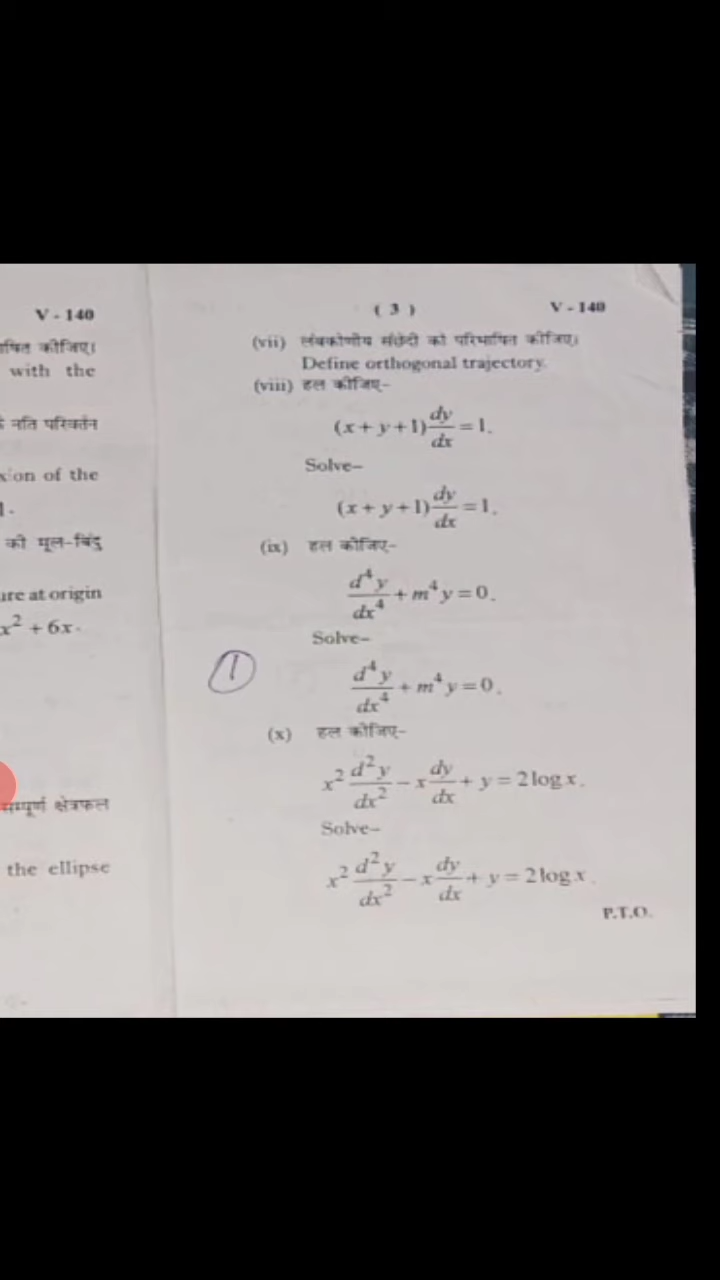 V - 140
कीजिए।
with the
नति परिवर्तन
of the
1.
की मूल-बिंदु
at origin
x² + 6x.
सम्पूर्ण क्षेत्रफल
the ellipse
( 3 ) V - 140
(vii) लंबकोणीय संछेदी को परिभाषित कीजिए।
Define orthogonal trajectory.
(viii) हल कीजिए-
(x + y + 1) dy/dx = 1.
Solve-
(x + y + 1) dy/dx = 1.
(ix) हल कीजिए-
d⁴y/dx⁴ + m⁴y = 0.
Solve-
1
d⁴y/dx⁴ + m⁴y = 0.
(x) हल कीजिए-
x² d²y/dx² - x dy/dx + y = 2 log x.
Solve-
x² d²y/dx² - x dy/dx + y = 2 log x.
P.T.O.